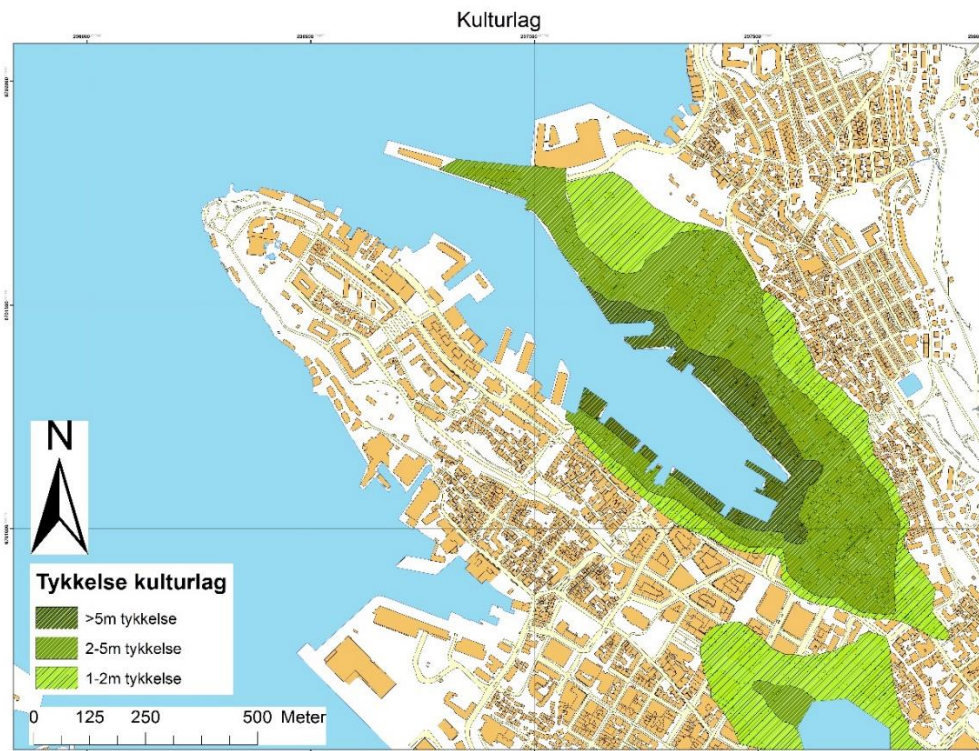 Kulturlag
N
Tykkelse kulturlag
>5m tykkelse
2-5m tykkelse
1-2m tykkelse
0 125 250 500 Meter